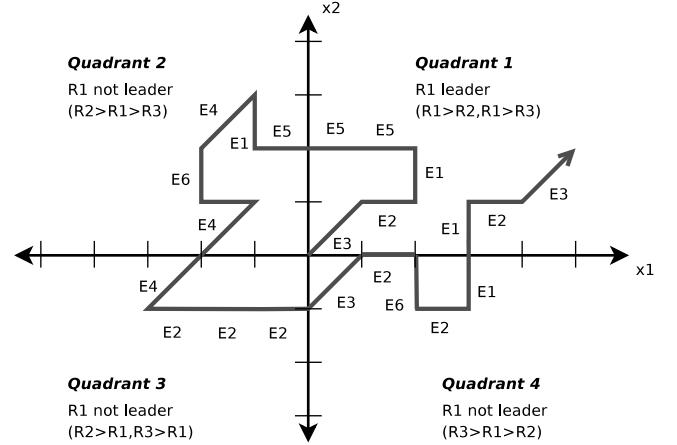 x2
Quadrant 2
R1 not leader
(R2>R1>R3)
Quadrant 1
R1 leader
(R1>R2,R1>R3)
E4
E1
E5
E5
E5
E6
E1
E4
E2
E3
E1
E2
E3
x1
E4
E3
E2
E6
E1
E2
E2
E2
E2
Quadrant 3
R1 not leader
(R2>R1,R3>R1)
Quadrant 4
R1 not leader
(R3>R1>R2)